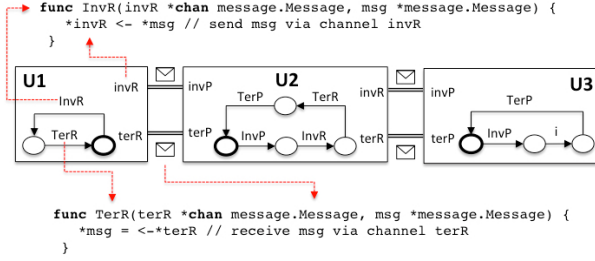 func InvR(invR *chan message.Message, msg *message.Message) {
*invR <- *msg // send msg via channel invR
}
U1
InvR
invR
TerR
terR
U2
invP
TerP
TerR
invR
terP
InvP
InvR
terR
U3
invP
TerP
terP
InvP
i
func TerR(terR *chan message.Message, msg *message.Message) {
*msg = <-*terR // receive msg via channel terR
}